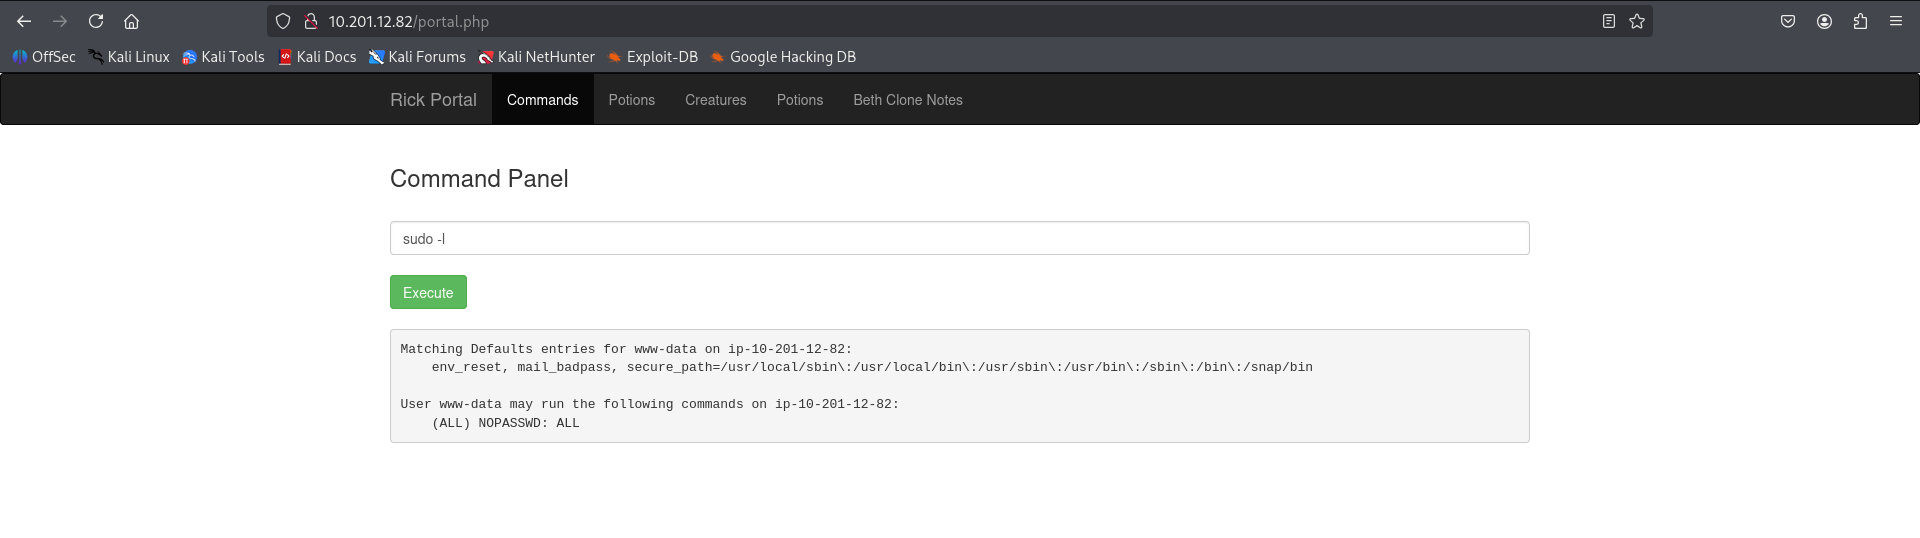 10.201.12.82/portal.php
OffSec Kali Linux Kali Tools Kali Docs Kali Forums Kali NetHunter Exploit-DB Google Hacking DB
Rick Portal Commands Potions Creatures Potions Beth Clone Notes
Command Panel
sudo -l
Execute
Matching Defaults entries for www-data on ip-10-201-12-82:
    env_reset, mail_badpass, secure_path=/usr/local/sbin\:/usr/local/bin\:/usr/sbin\:/usr/bin\:/sbin\:/bin\:/snap/bin
User www-data may run the following commands on ip-10-201-12-82:
    (ALL) NOPASSWD: ALL